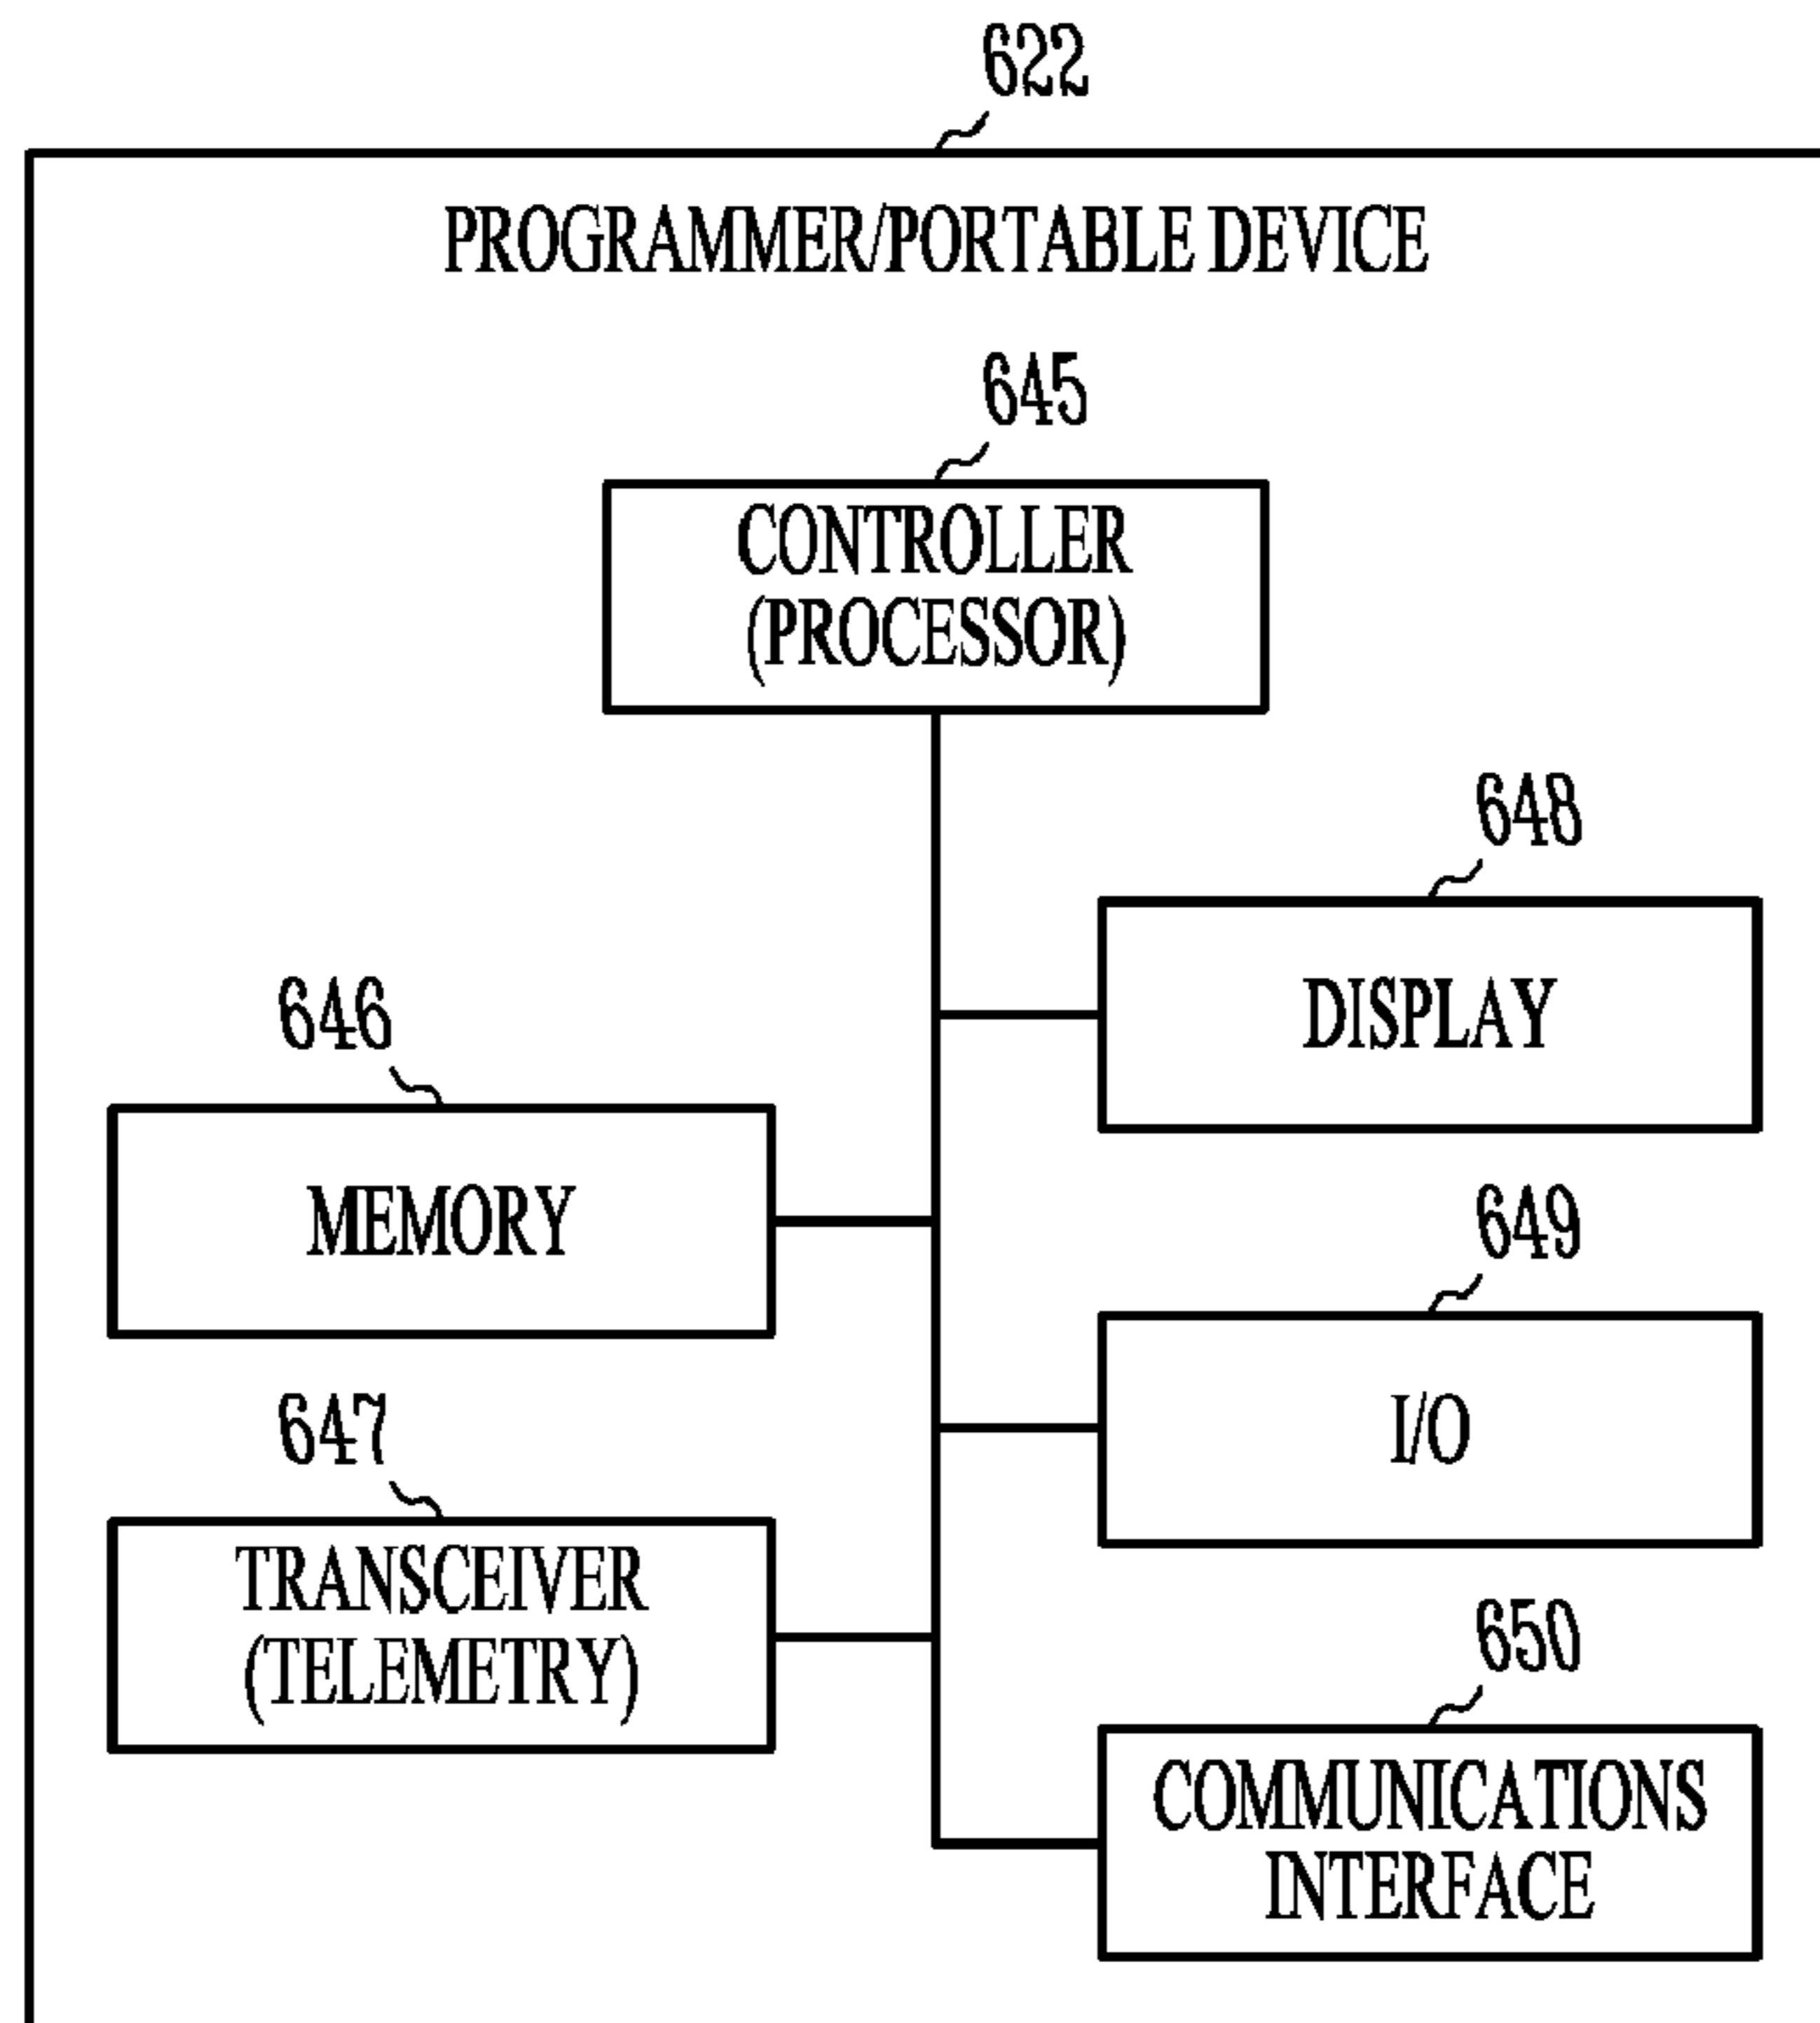 622
PROGRAMMER/PORTABLE DEVICE
645
CONTROLLER
(PROCESSOR)
648
DISPLAY
646
MEMORY
649
I/O
647
TRANSCEIVER
(TELEMETRY)
650
COMMUNICATIONS
INTERFACE